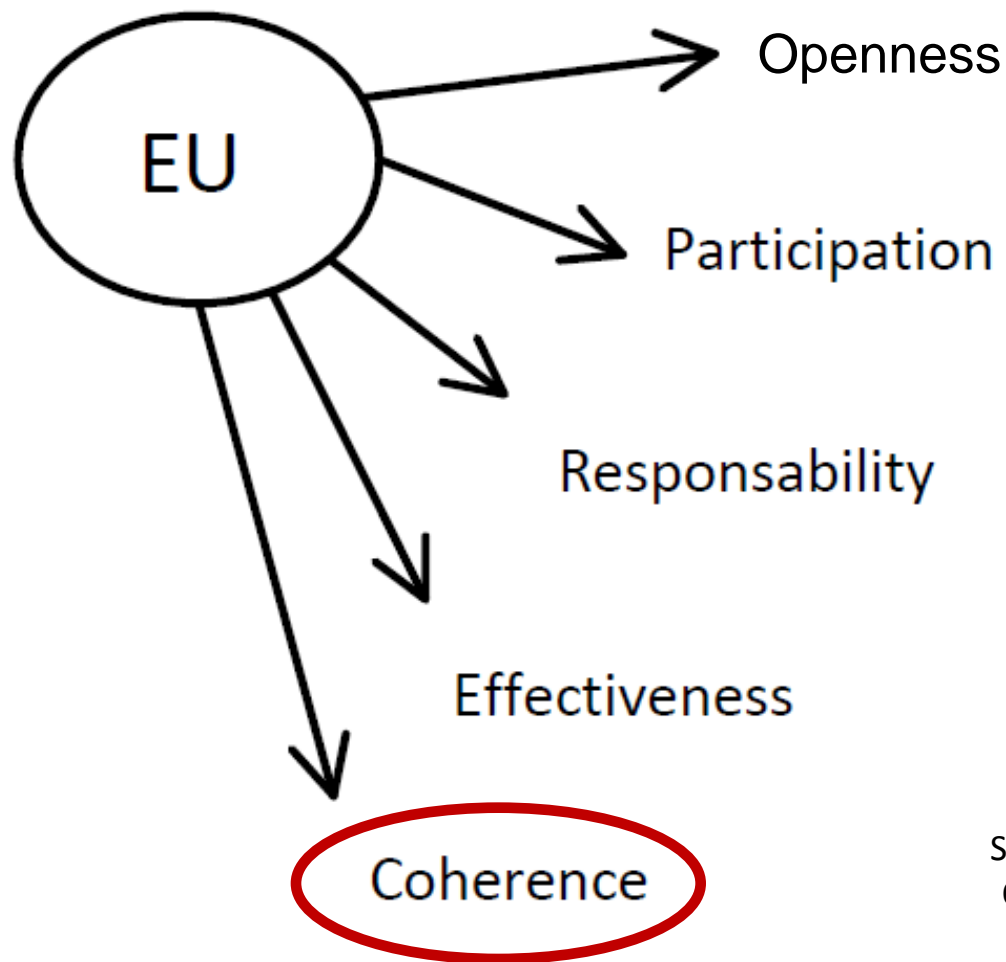 Openness
EU
Participation
Responsability
Effectiveness
Coherence